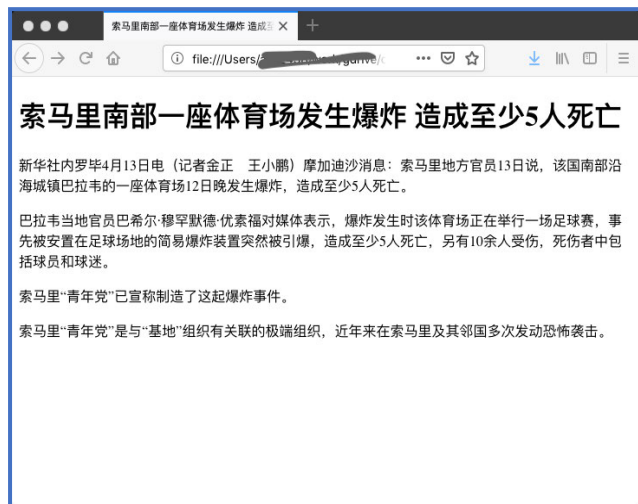 索马里南部一座体育场发生爆炸 造成至
file:///Users/
索马里南部一座体育场发生爆炸 造成至少5人死亡
新华社内罗毕4月13日电（记者金正　王小鹏）摩加迪沙消息：索马里地方官员13日说，该国南部沿
海城镇巴拉韦的一座体育场12日晚发生爆炸，造成至少5人死亡。
巴拉韦当地官员巴希尔·穆罕默德·优素福对媒体表示，爆炸发生时该体育场正在举行一场足球赛，事
先被安置在足球场地的简易爆炸装置突然被引爆，造成至少5人死亡，另有10余人受伤，死伤者中包
括球员和球迷。
索马里“青年党”已宣称制造了这起爆炸事件。
索马里“青年党”是与“基地”组织有关联的极端组织，近年来在索马里及其邻国多次发动恐怖袭击。